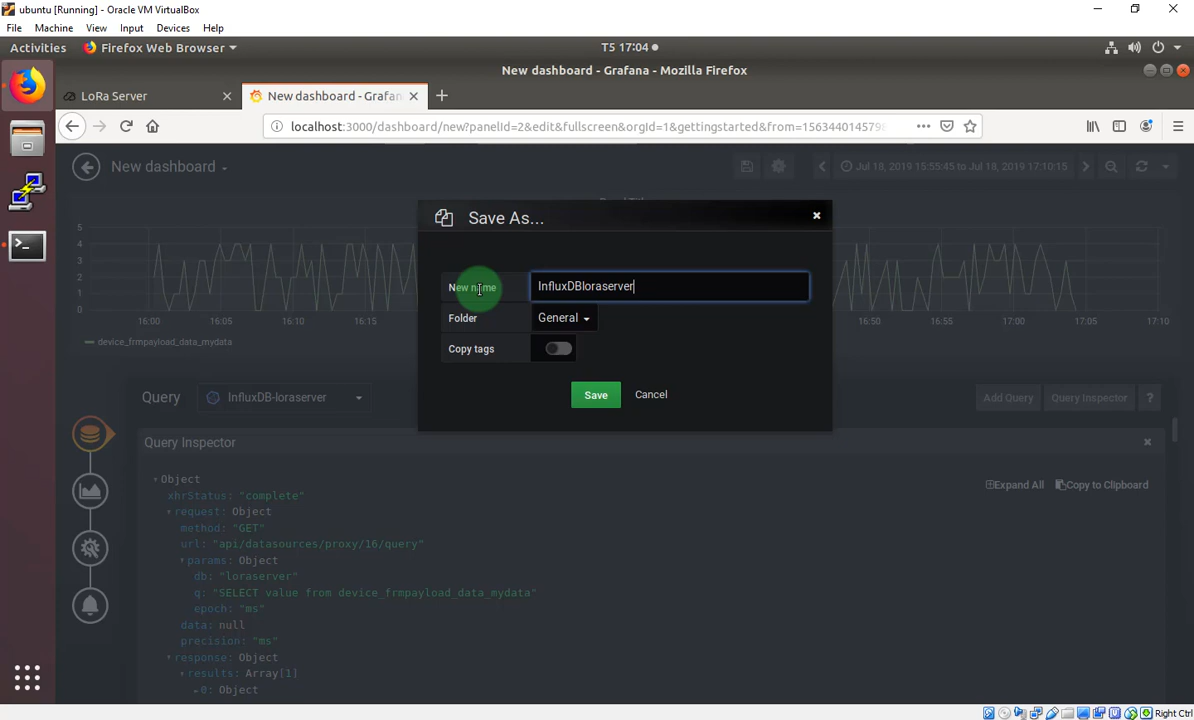 ubuntu [Running] - Oracle VM VirtualBox
File Machine View Input Devices Help
Activities Firefox Web Browser T5 17:04
New dashboard - Grafana - Mozilla Firefox
LoRa Server New dashboard - Grafan
localhost:3000/dashboard/new?panelId=2&edit&fullscreen&orgId=1&gettingstarted&from=1563440145798
New dashboard Jul 18, 2019 15:55:45 to Jul 18, 2019 17:10:15
Save As...
5
4
3
2
1
0
16:00 16:05 16:10 16:15 16:50 16:55 17:00 17:05 17:10
device_frmpayload_data_mydata
New name InfluxDBloraserver
Folder General
Copy tags
Save Cancel
Query InfluxDB-loraserver Add Query Query Inspector ?
Query Inspector
Object
Expand All Copy to Clipboard
xhrStatus: "complete"
request: Object
method: "GET"
url: "api/datasources/proxy/16/query"
params: Object
db: "loraserver"
q: "SELECT value from device_frmpayload_data_mydata"
epoch: "ms"
data: null
precision: "ms"
response: Object
results: Array[1]
0: Object
Right Ctrl